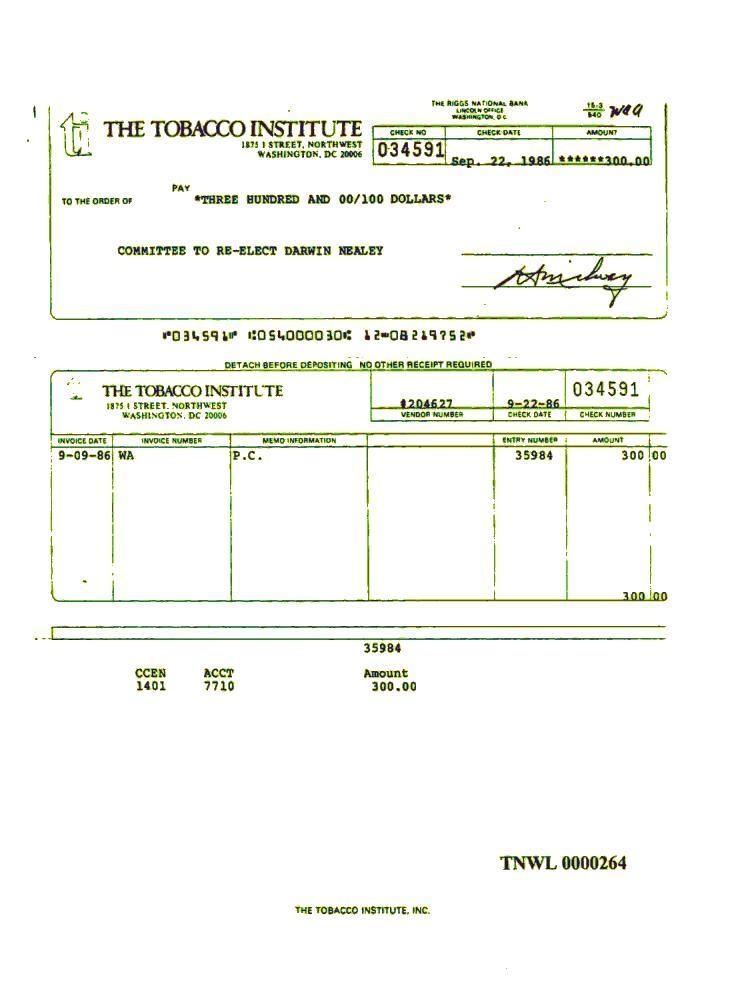 THE RIGGS NATIONAL BANK
LINCOLN OFFICE
WASHINGTON, D C
15-3
540
ti THE TOBACCO INSTITUTE
1875 I STREET, NORTHWEST
WASHINGTON, DC 20006
CHECK NO CHECK DATE AMOUNT
034591 Sep. 22, 1986 ******300.00
PAY
TO THE ORDER OF *THREE HUNDRED AND 00/100 DOLLARS*
COMMITTEE TO RE-ELECT DARWIN NEALEY
⑈034591⑈ ⑆054000030⑆ 12⑉08219752⑈
DETACH BEFORE DEPOSITING NO OTHER RECEIPT REQUIRED
THE TOBACCO INSTITUTE
1875 I STREET, NORTHWEST
WASHINGTON, DC 20006
#204627 9-22-86 034591
VENDOR NUMBER CHECK DATE CHECK NUMBER
INVOICE DATE INVOICE NUMBER MEMO INFORMATION ENTRY NUMBER AMOUNT
9-09-86 WA P.C. 35984 300 00
300 00
35984
CCEN ACCT Amount
1401 7710 300.00
TNWL 0000264
THE TOBACCO INSTITUTE, INC.